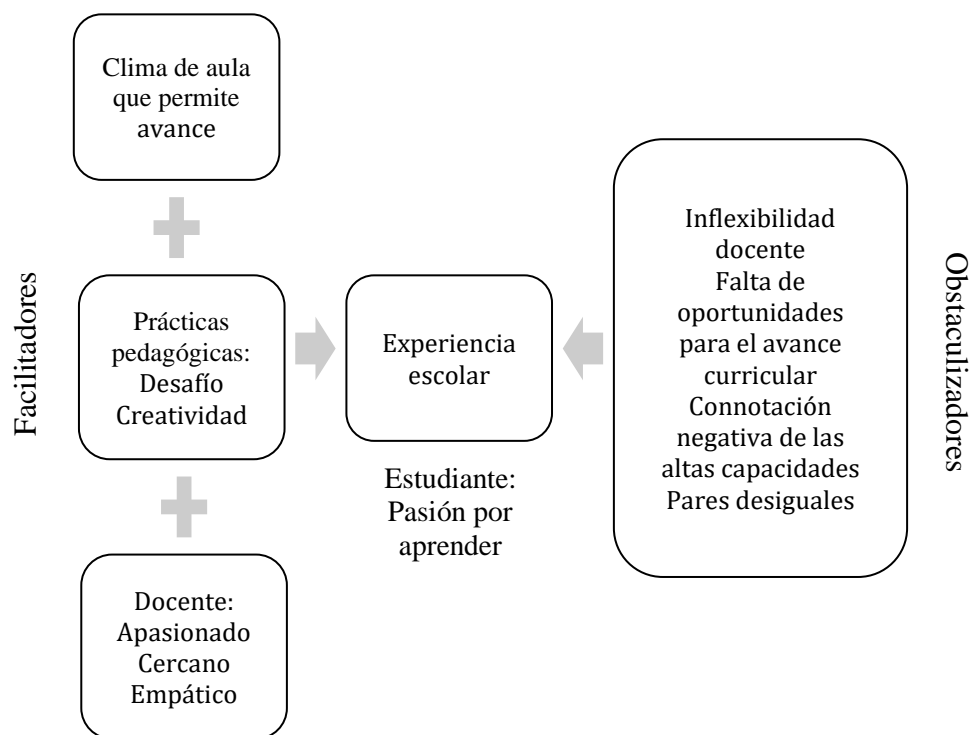 Facilitadores
Clima de aula
que permite
avance
Prácticas
pedagógicas:
Desafío
Creatividad
Docente:
Apasionado
Cercano
Empático
Experiencia
escolar
Estudiante:
Pasión por
aprender
Inflexibilidad
docente
Falta de
oportunidades
para el avance
curricular
Connotación
negativa de las
altas capacidades
Pares desiguales
Obstaculizadores